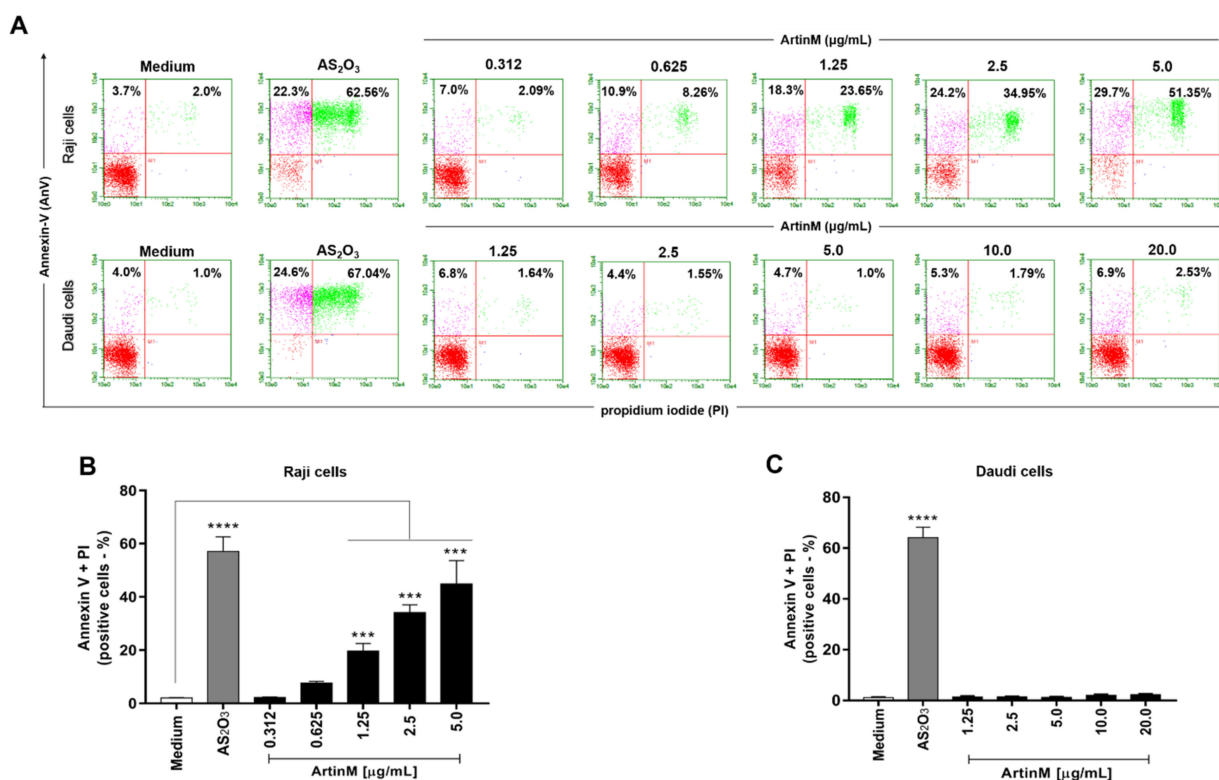 A
ArtinM (µg/mL)
Medium AS₂O₃ 0.312 0.625 1.25 2.5 5.0
3.7% 2.0% 22.3% 62.56% 7.0% 2.09% 10.9% 8.26% 18.3% 23.65% 24.2% 34.95% 29.7% 51.35%
Raji cells
Annexin-V (AnV)
ArtinM (µg/mL)
Medium AS₂O₃ 1.25 2.5 5.0 10.0 20.0
4.0% 1.0% 24.6% 67.04% 6.8% 1.64% 4.4% 1.55% 4.7% 1.0% 5.3% 1.79% 6.9% 2.53%
Daudi cells
propidium iodide (PI)
B
Raji cells
Annexin V + PI
(positive cells - %)
80
60
40
20
0
****
***
***
***
Medium AS₂O₃ 0.312 0.625 1.25 2.5 5.0
ArtinM [µg/mL]
C
Daudi cells
Annexin V + PI
(positive cells - %)
80
60
40
20
0
****
Medium AS₂O₃ 1.25 2.5 5.0 10.0 20.0
ArtinM [µg/mL]